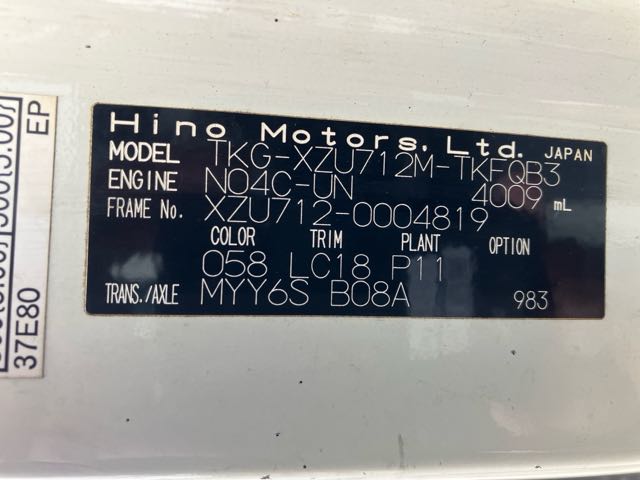 Hino Motors, Ltd. JAPAN
MODEL TKG-XZU712M-TKFQB3
ENGINE N04C-UN 4009 mL
FRAME No. XZU712-0004819
COLOR TRIM PLANT OPTION
058 LC18 P11
TRANS./AXLE MYY6S B08A 983
EP
37E80